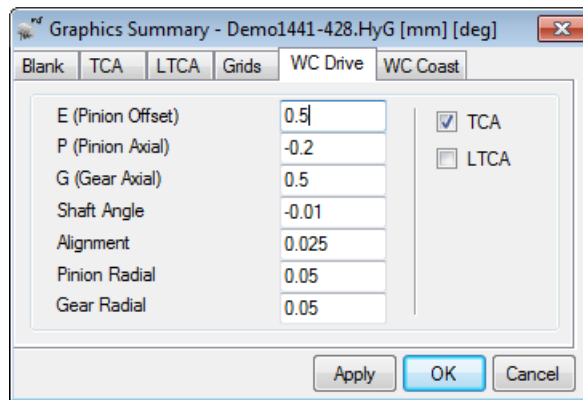 Graphics Summary - Demo1441-428.HyG [mm] [deg]
Blank TCA LTCA Grids WC Drive WC Coast
E (Pinion Offset) 0.5 TCA
P (Pinion Axial) -0.2 LTCA
G (Gear Axial) 0.5
Shaft Angle -0.01
Alignment 0.025
Pinion Radial 0.05
Gear Radial 0.05
Apply OK Cancel